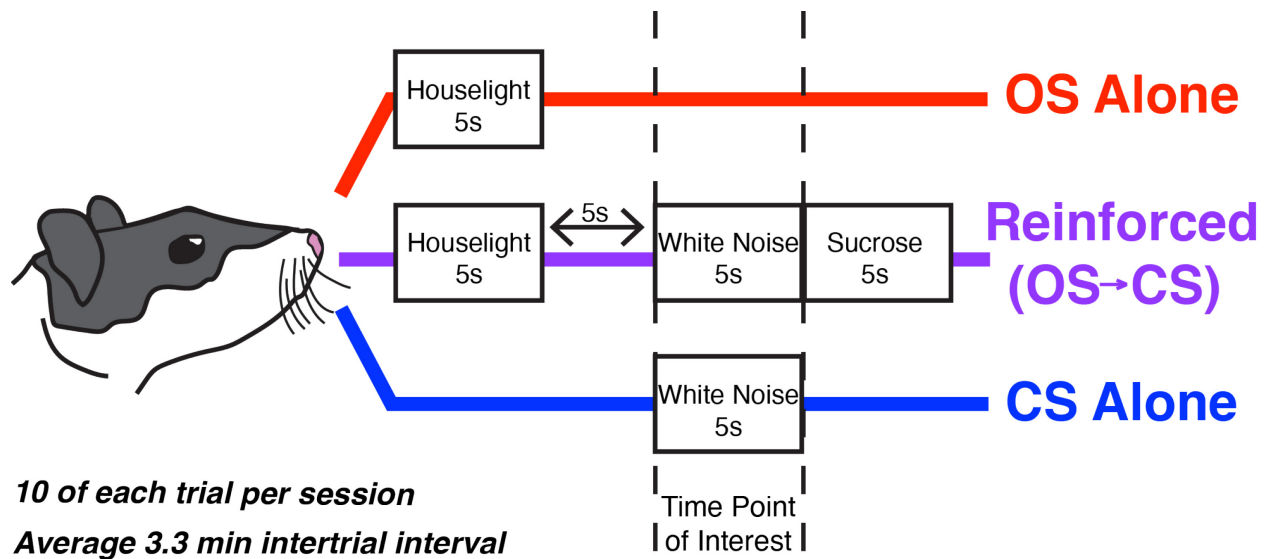 Houselight
5s
OS Alone
Houselight
5s
5s
White Noise
5s
Sucrose
5s
Reinforced
(OS→CS)
White Noise
5s
CS Alone
10 of each trial per session
Average 3.3 min intertrial interval
Time Point
of Interest